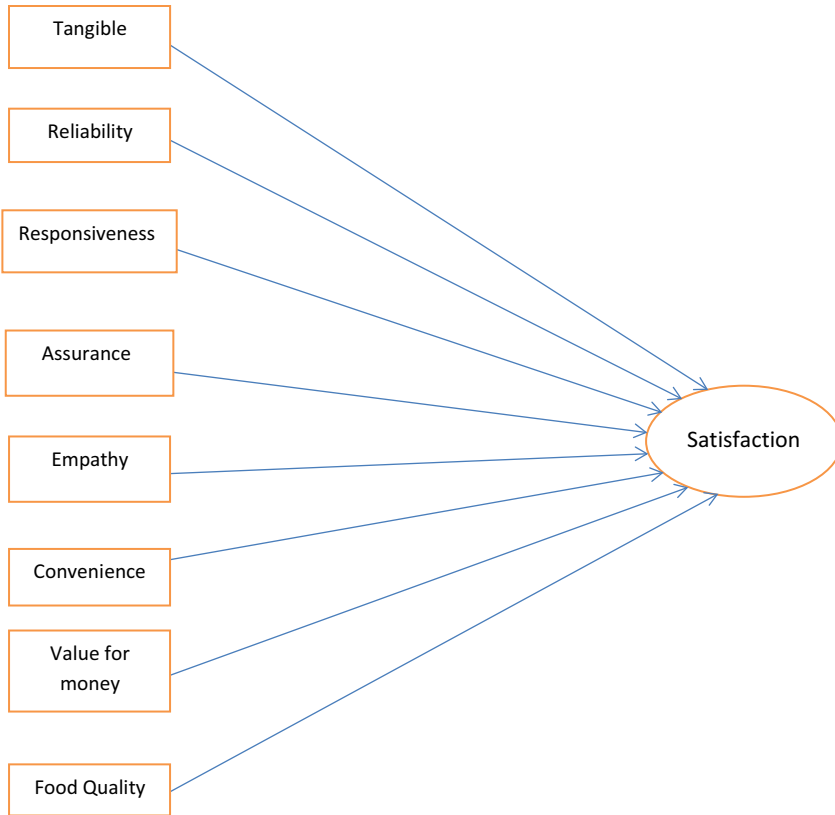 Tangible
Reliability
Responsiveness
Assurance
Empathy
Satisfaction
Convenience
Value for
money
Food Quality